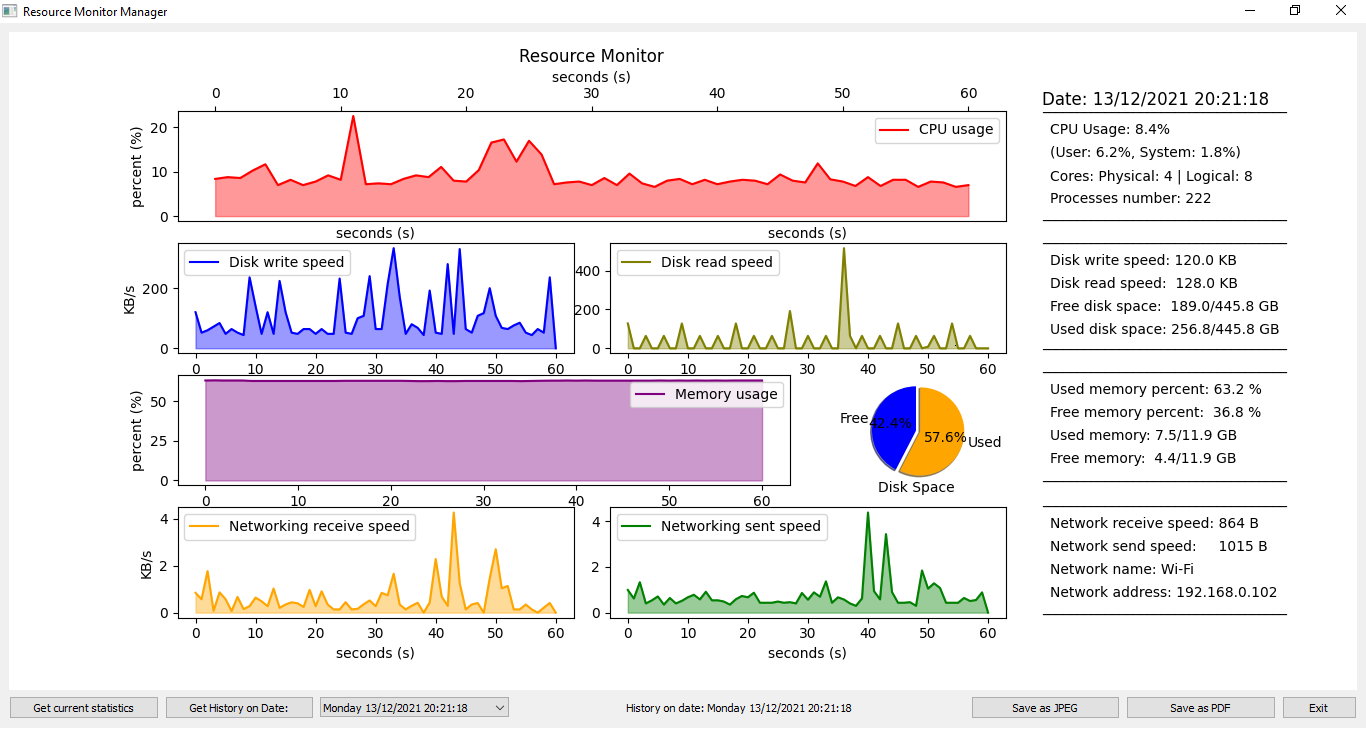 Resource Monitor Manager
Resource Monitor
seconds (s)
0 10 20 30 40 50 60
percent (%)
20
10
0
CPU usage
seconds (s)
seconds (s)
KB/s
200
0
Disk write speed
0 10 20 30 40 50 60
400
200
0
Disk read speed
0 10 20 30 40 50 60
percent (%)
50
25
0
Memory usage
0 10 20 30 40 50 60
Free
42.4%
57.6%
Used
Disk Space
KB/s
4
2
0
Networking receive speed
0 10 20 30 40 50 60
seconds (s)
4
2
0
Networking sent speed
0 10 20 30 40 50 60
seconds (s)
Date: 13/12/2021 20:21:18
CPU Usage: 8.4%
(User: 6.2%, System: 1.8%)
Cores: Physical: 4 | Logical: 8
Processes number: 222
Disk write speed: 120.0 KB
Disk read speed: 128.0 KB
Free disk space: 189.0/445.8 GB
Used disk space: 256.8/445.8 GB
Used memory percent: 63.2 %
Free memory percent: 36.8 %
Used memory: 7.5/11.9 GB
Free memory: 4.4/11.9 GB
Network receive speed: 864 B
Network send speed: 1015 B
Network name: Wi-Fi
Network address: 192.168.0.102
Get current statistics
Get History on Date:
Monday 13/12/2021 20:21:18
History on date: Monday 13/12/2021 20:21:18
Save as JPEG
Save as PDF
Exit